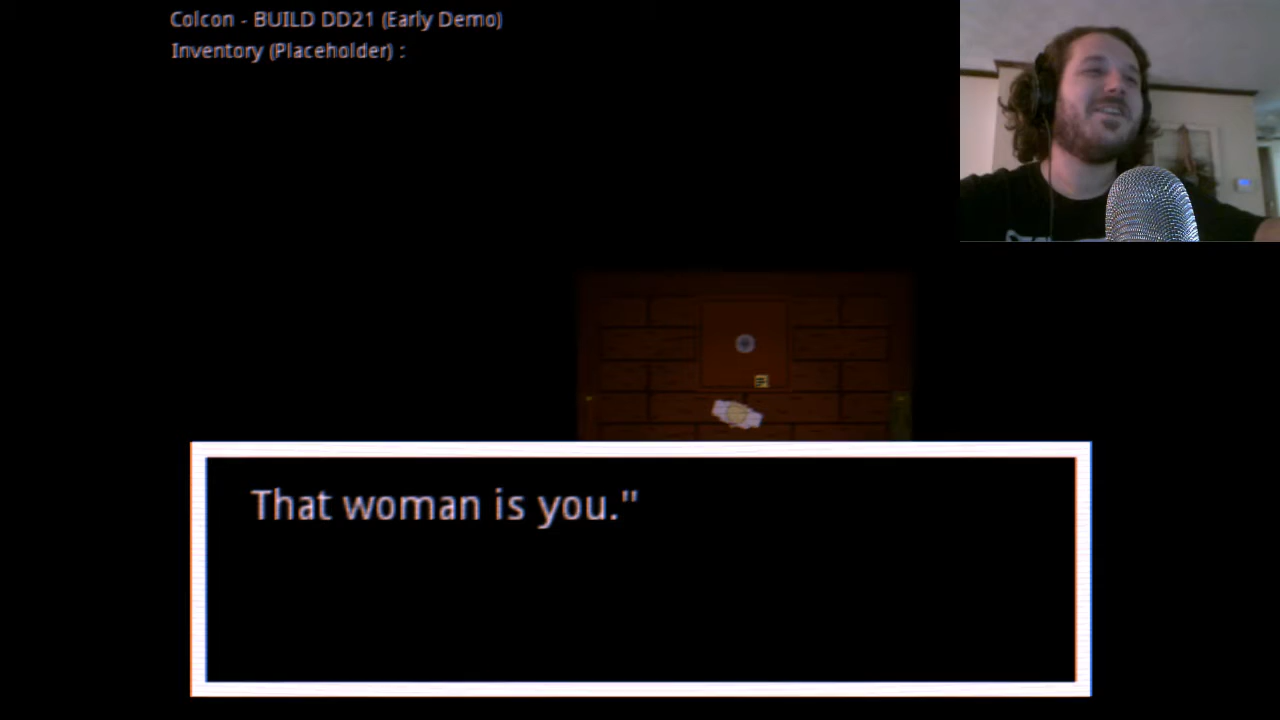 Colcon - BUILD DD21 (Early Demo)
Inventory (Placeholder) :
That woman is you."